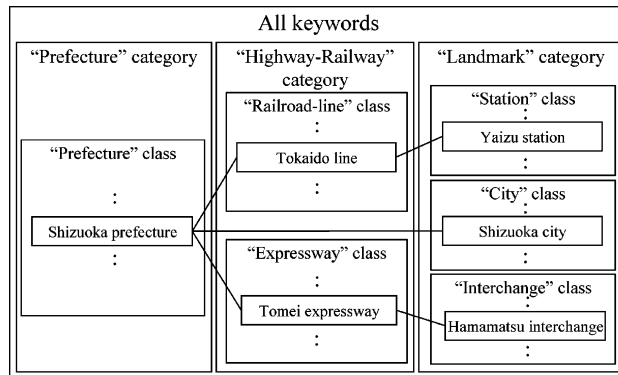 All keywords
“Prefecture” category
“Prefecture” class
:
Shizuoka prefecture
:
“Highway-Railway”
category
“Railroad-line” class
:
Tokaido line
:
“Expressway” class
:
Tomei expressway
:
“Landmark” category
“Station” class
:
Yaizu station
:
“City” class
:
Shizuoka city
:
“Interchange” class
:
Hamamatsu interchange
: